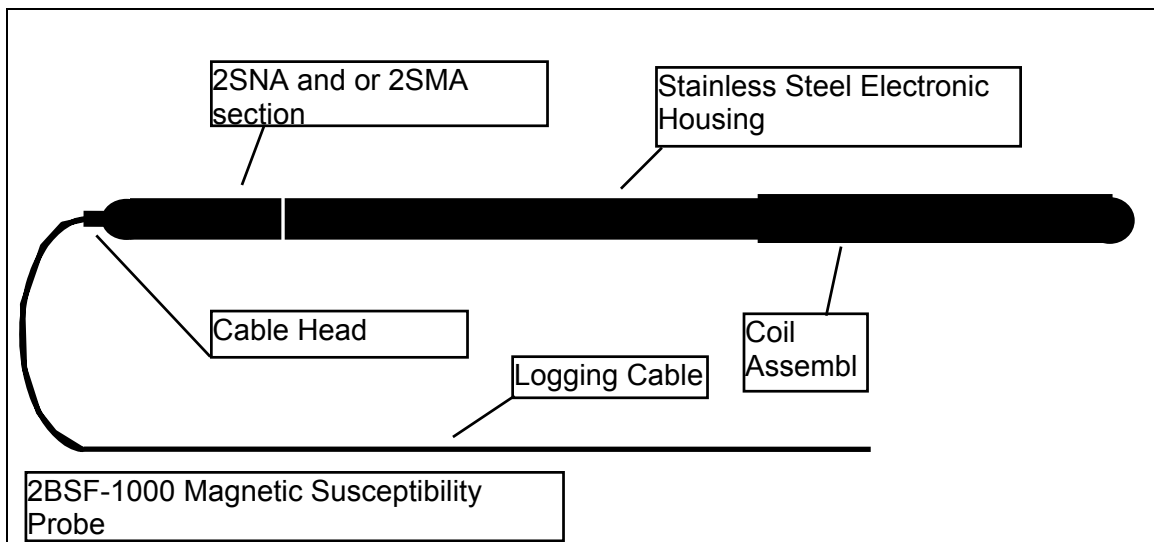 2SNA and or 2SMA
section
Stainless Steel Electronic
Housing
Cable Head
Coil
Assembl
Logging Cable
2BSF-1000 Magnetic Susceptibility
Probe